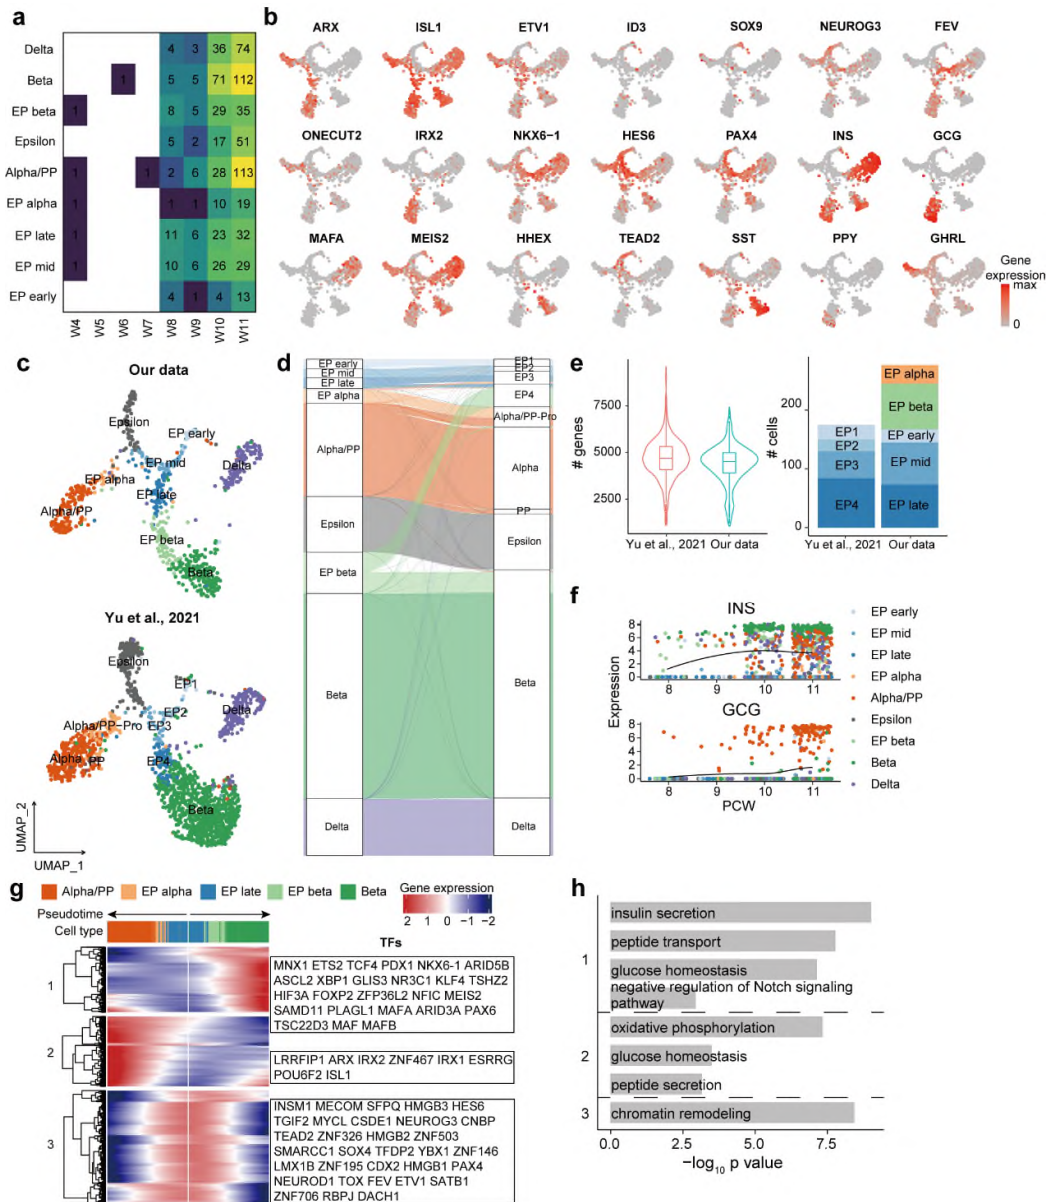 a
Delta 4 3 36 74
Beta 1 5 5 71 112
EP beta 1 8 5 29 35
Epsilon 5 2 17 51
Alpha/PP 1 1 2 6 28 113
EP alpha 1 1 1 10 19
EP late 1 11 6 23 32
EP mid 1 10 6 26 29
EP early 4 1 4 13
W4 W5 W6 W7 W8 W9 W10 W11
b
ARX ISL1 ETV1 ID3 SOX9 NEUROG3 FEV
ONECUT2 IRX2 NKX6−1 HES6 PAX4 INS GCG
MAFA MEIS2 HHEX TEAD2 SST PPY GHRL
Gene
expression
max
0
c
Our data
Epsilon
EP early
EP mid
Delta
EP alpha
EP late
Alpha/PP
EP beta
Beta
Yu et al., 2021
Epsilon
EP1
EP2
Delta
Alpha/PP−Pro
EP3
Alpha
PP
EP4
Beta
UMAP_2
UMAP_1
d
EP early
EP mid
EP late
EP alpha
Alpha/PP
Epsilon
EP beta
Beta
Delta
EP1
EP2
EP3
EP4
Alpha/PP-Pro
Alpha
PP
Epsilon
Beta
Delta
e
# genes
7500
5000
2500
Yu et al., 2021 Our data
# cells
200
100
0
EP1
EP2
EP3
EP4
EP alpha
EP beta
EP early
EP mid
EP late
Yu et al., 2021
Our data
f
INS
8
6
4
2
0
8 9 10 11
Expression
GCG
8
6
4
2
0
8 9 10 11
PCW
EP early
EP mid
EP late
EP alpha
Alpha/PP
Epsilon
EP beta
Beta
Delta
g
Alpha/PP EP alpha EP late EP beta Beta
Gene expression
2 1 0 −1 −2
Pseudotime
Cell type
TFs
1
MNX1 ETS2 TCF4 PDX1 NKX6-1 ARID5B
ASCL2 XBP1 GLIS3 NR3C1 KLF4 TSHZ2
HIF3A FOXP2 ZFP36L2 NFIC MEIS2
SAMD11 PLAGL1 MAFA ARID3A PAX6
TSC22D3 MAF MAFB
2
LRRFIP1 ARX IRX2 ZNF467 IRX1 ESRRG
POU6F2 ISL1
3
INSM1 MECOM SFPQ HMGB3 HES6
TGIF2 MYCL CSDE1 NEUROG3 CNBP
TEAD2 ZNF326 HMGB2 ZNF503
SMARCC1 SOX4 TFDP2 YBX1 ZNF146
LMX1B ZNF195 CDX2 HMGB1 PAX4
NEUROD1 TOX FEV ETV1 SATB1
ZNF706 RBPJ DACH1
h
1
insulin secretion
peptide transport
glucose homeostasis
negative regulation of Notch signaling
pathway
2
oxidative phosphorylation
glucose homeostasis
peptide secretion
3
chromatin remodeling
0.0 2.5 5.0 7.5
−log10 p value